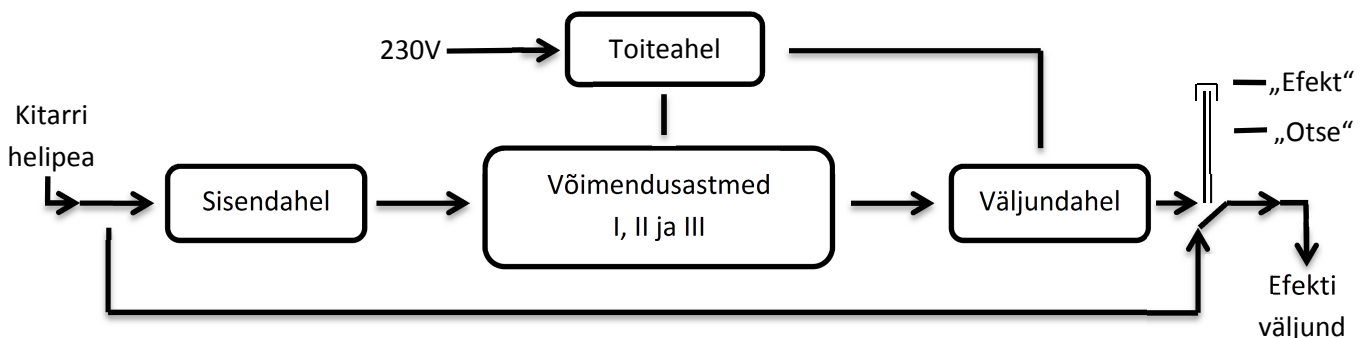 230V
Toiteahel
„Efekt“
„Otse“
Kitarri
helipea
Sisendahel
Võimendusastmed
I, II ja III
Väljundahel
Efekti
väljund